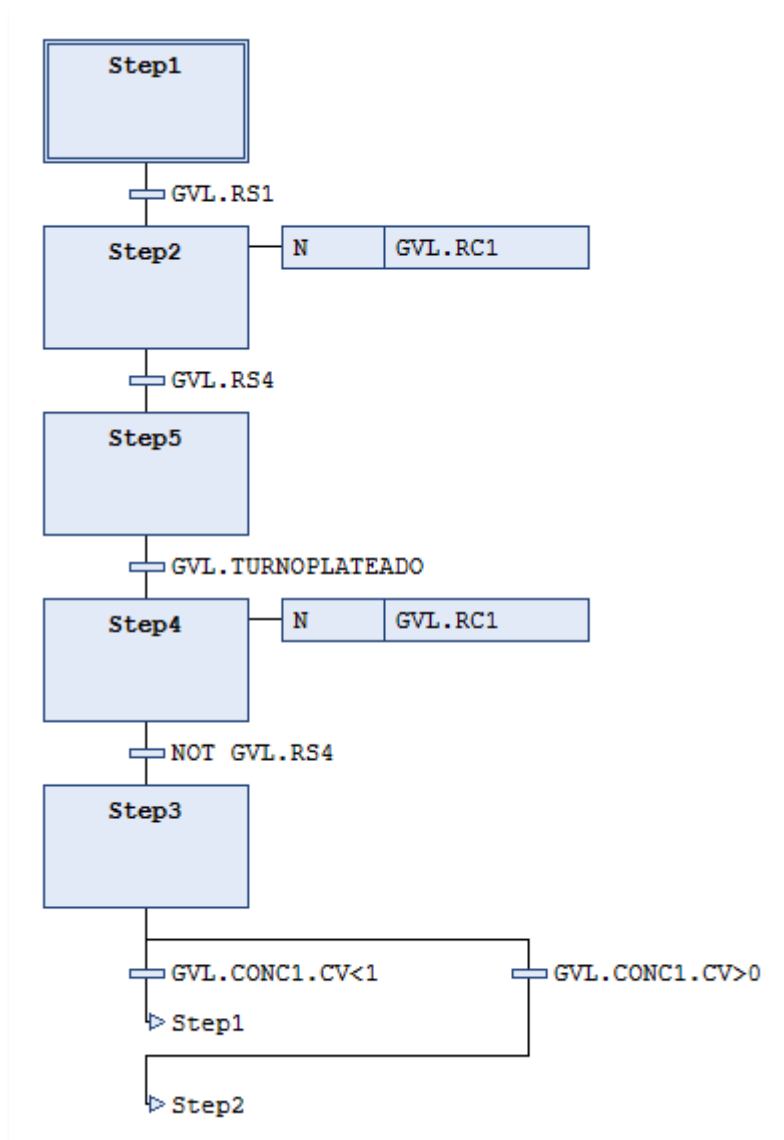 Step1
GVL.RS1
Step2 N GVL.RC1
GVL.RS4
Step5
GVL.TURNOPLATEADO
Step4 N GVL.RC1
NOT GVL.RS4
Step3
GVL.CONC1.CV<1 GVL.CONC1.CV>0
Step1
Step2